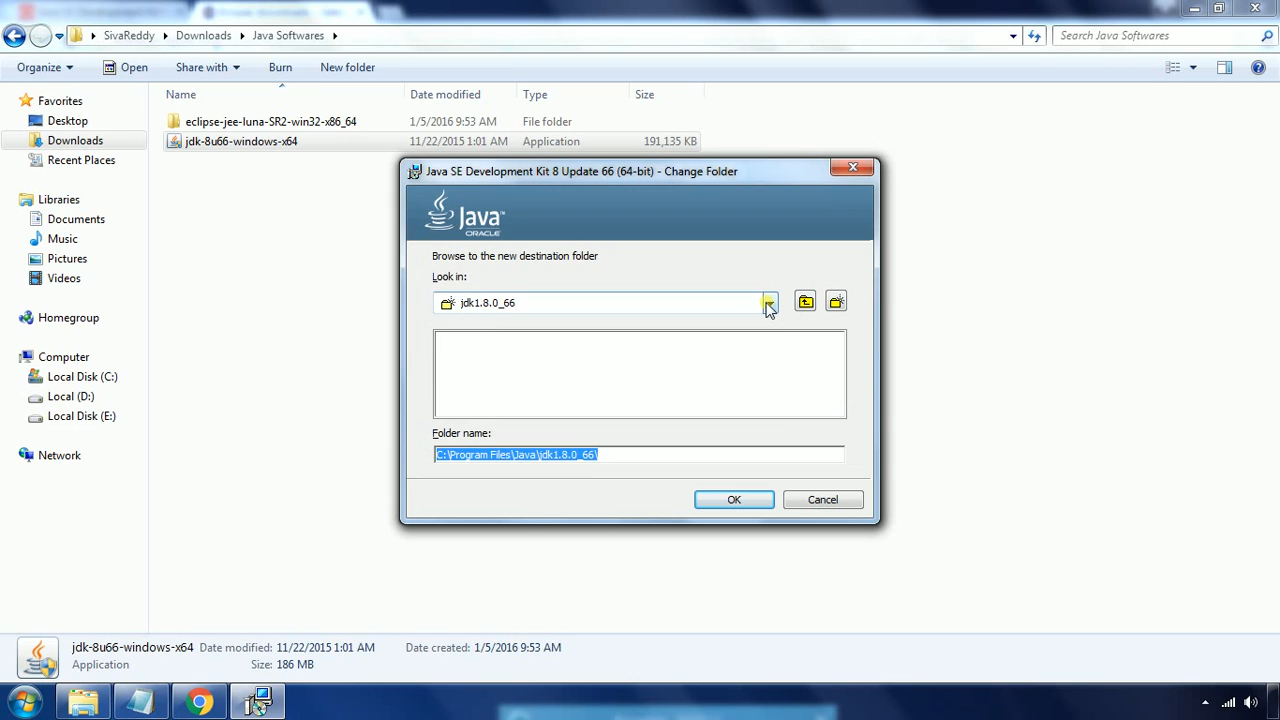 SivaReddy Downloads Java Softwares
Search Java Softwares
Organize Open Share with Burn New folder
Favorites
Desktop
Downloads
Recent Places
Libraries
Documents
Music
Pictures
Videos
Homegroup
Computer
Local Disk (C:)
Local (D:)
Local Disk (E:)
Network
Name Date modified Type Size
eclipse-jee-luna-SR2-win32-x86_64 1/5/2016 9:53 AM File folder
jdk-8u66-windows-x64 11/22/2015 1:01 AM Application 191,135 KB
Java SE Development Kit 8 Update 66 (64-bit) - Change Folder
Java™
ORACLE
Browse to the new destination folder
Look in:
jdk1.8.0_66
Folder name:
C:\Program Files\Java\jdk1.8.0_66\
OK Cancel
jdk-8u66-windows-x64 Date modified: 11/22/2015 1:01 AM Date created: 1/5/2016 9:53 AM
Application Size: 186 MB